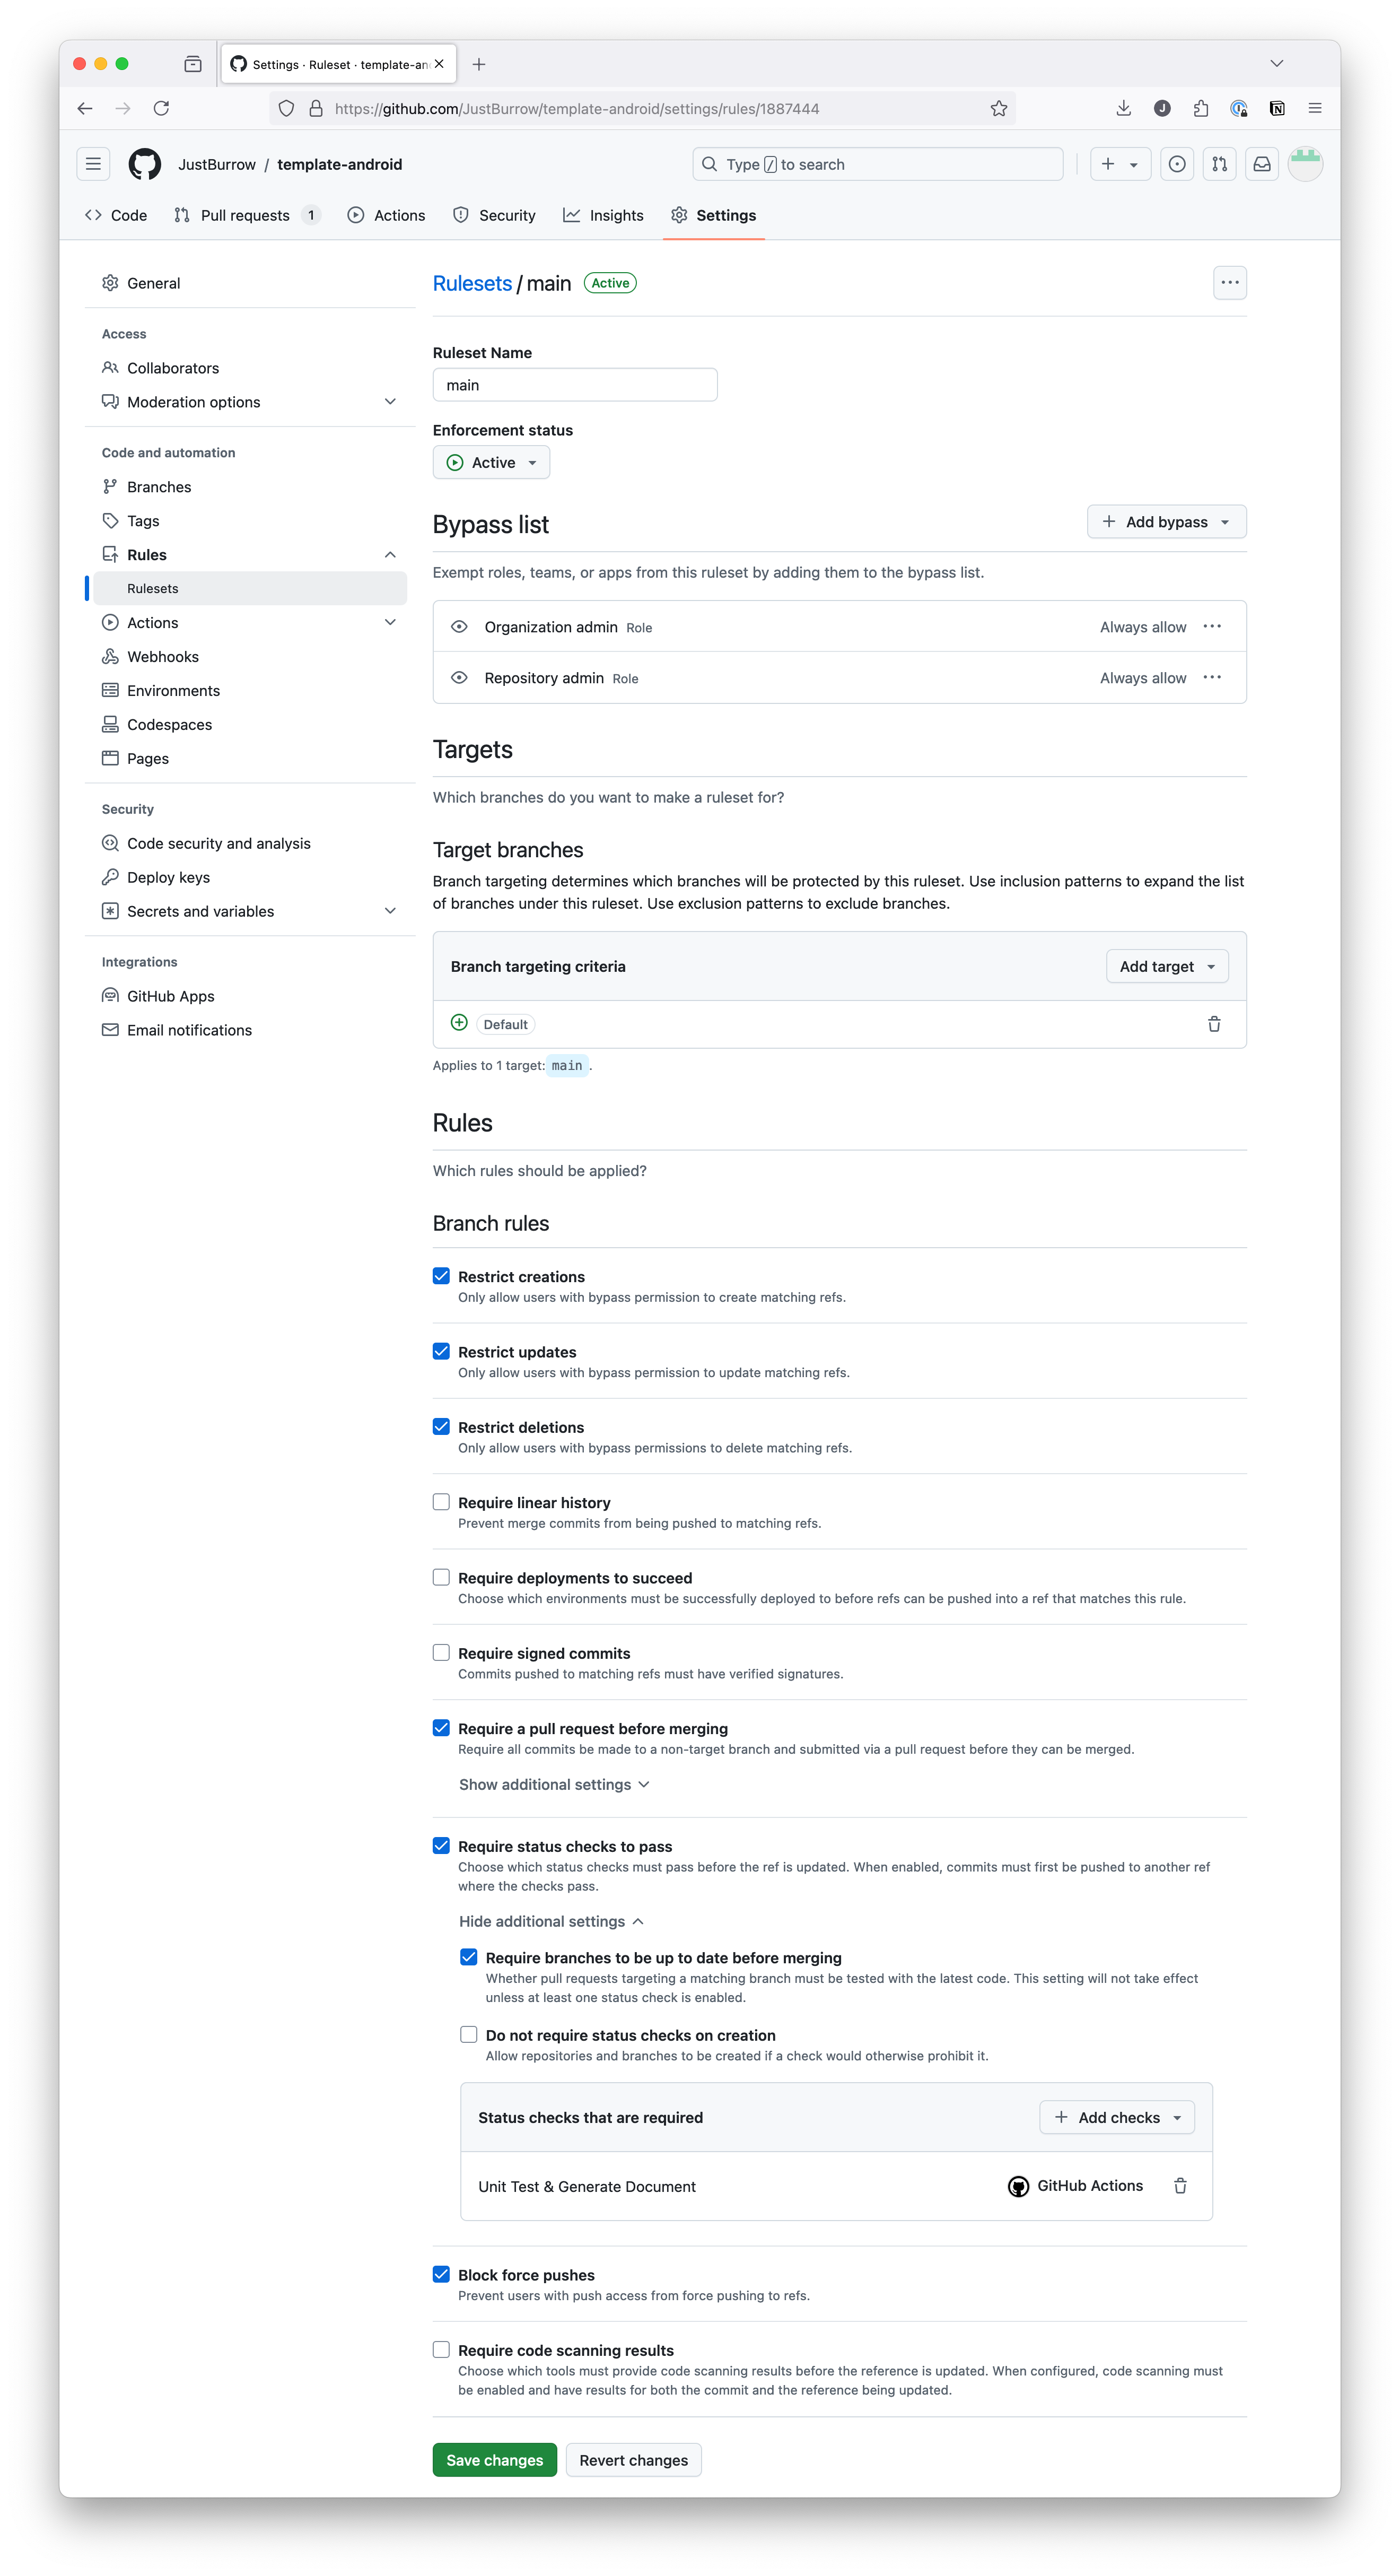 Settings · Ruleset · template-an
https://github.com/JustBurrow/template-android/settings/rules/1887444
JustBurrow / template-android
Type / to search
Code
Pull requests 1
Actions
Security
Insights
Settings
General
Access
Collaborators
Moderation options
Code and automation
Branches
Tags
Rules
Rulesets
Actions
Webhooks
Environments
Codespaces
Pages
Security
Code security and analysis
Deploy keys
Secrets and variables
Integrations
GitHub Apps
Email notifications
Rulesets / main Active
Ruleset Name
main
Enforcement status
Active
Bypass list
Add bypass
Exempt roles, teams, or apps from this ruleset by adding them to the bypass list.
Organization admin Role Always allow
Repository admin Role Always allow
Targets
Which branches do you want to make a ruleset for?
Target branches
Branch targeting determines which branches will be protected by this ruleset. Use inclusion patterns to expand the list
of branches under this ruleset. Use exclusion patterns to exclude branches.
Branch targeting criteria
Add target
Default
Applies to 1 target: main .
Rules
Which rules should be applied?
Branch rules
Restrict creations
Only allow users with bypass permission to create matching refs.
Restrict updates
Only allow users with bypass permission to update matching refs.
Restrict deletions
Only allow users with bypass permissions to delete matching refs.
Require linear history
Prevent merge commits from being pushed to matching refs.
Require deployments to succeed
Choose which environments must be successfully deployed to before refs can be pushed into a ref that matches this rule.
Require signed commits
Commits pushed to matching refs must have verified signatures.
Require a pull request before merging
Require all commits be made to a non-target branch and submitted via a pull request before they can be merged.
Show additional settings
Require status checks to pass
Choose which status checks must pass before the ref is updated. When enabled, commits must first be pushed to another ref
where the checks pass.
Hide additional settings
Require branches to be up to date before merging
Whether pull requests targeting a matching branch must be tested with the latest code. This setting will not take effect
unless at least one status check is enabled.
Do not require status checks on creation
Allow repositories and branches to be created if a check would otherwise prohibit it.
Status checks that are required
Add checks
Unit Test & Generate Document
GitHub Actions
Block force pushes
Prevent users with push access from force pushing to refs.
Require code scanning results
Choose which tools must provide code scanning results before the reference is updated. When configured, code scanning must
be enabled and have results for both the commit and the reference being updated.
Save changes
Revert changes